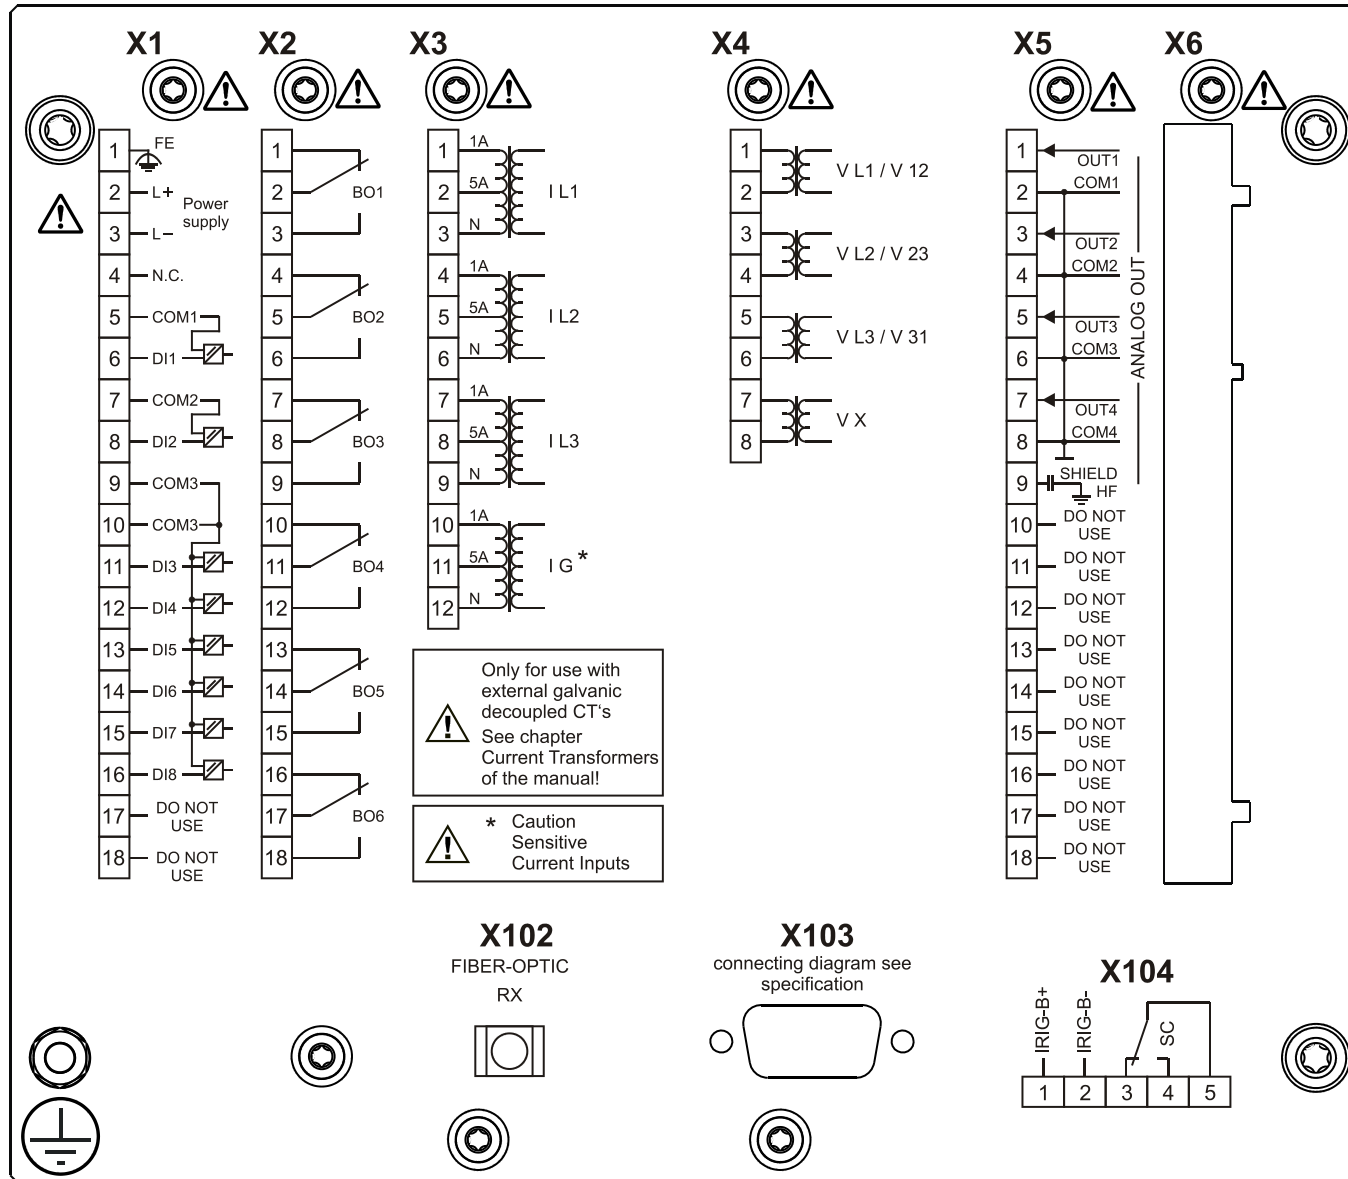 X1 X2 X3 X4 X5 X6
1 FE
2 L+
Power
supply
3 L−
4 N.C.
5 COM1
6 DI1
7 COM2
8 DI2
9 COM3
10 COM3
11 DI3
12 DI4
13 DI5
14 DI6
15 DI7
16 DI8
17 DO NOT
USE
18 DO NOT
USE
1
2 BO1
3
4
5 BO2
6
7
8 BO3
9
10
11 BO4
12
13
14 BO5
15
16
17 BO6
18
1 1A
2 5A I L1
3 N
4 1A
5 5A I L2
6 N
7 1A
8 5A I L3
9 N
10 1A
11 5A I G *
12 N
Only for use with
external galvanic
decoupled CT's
See chapter
Current Transformers
of the manual!
* Caution
Sensitive
Current Inputs
1
V L1 / V 12
2
3
V L2 / V 23
4
5
V L3 / V 31
6
7
V X
8
1 OUT1
2 COM1
3 OUT2
4 COM2
5 OUT3
6 COM3
7 OUT4
8 COM4
ANALOG OUT
9 SHIELD
HF
10 DO NOT
USE
11 DO NOT
USE
12 DO NOT
USE
13 DO NOT
USE
14 DO NOT
USE
15 DO NOT
USE
16 DO NOT
USE
17 DO NOT
USE
18 DO NOT
USE
X102
FIBER-OPTIC
RX
X103
connecting diagram see
specification
X104
IRIG-B+
IRIG-B-
SC
1 2 3 4 5